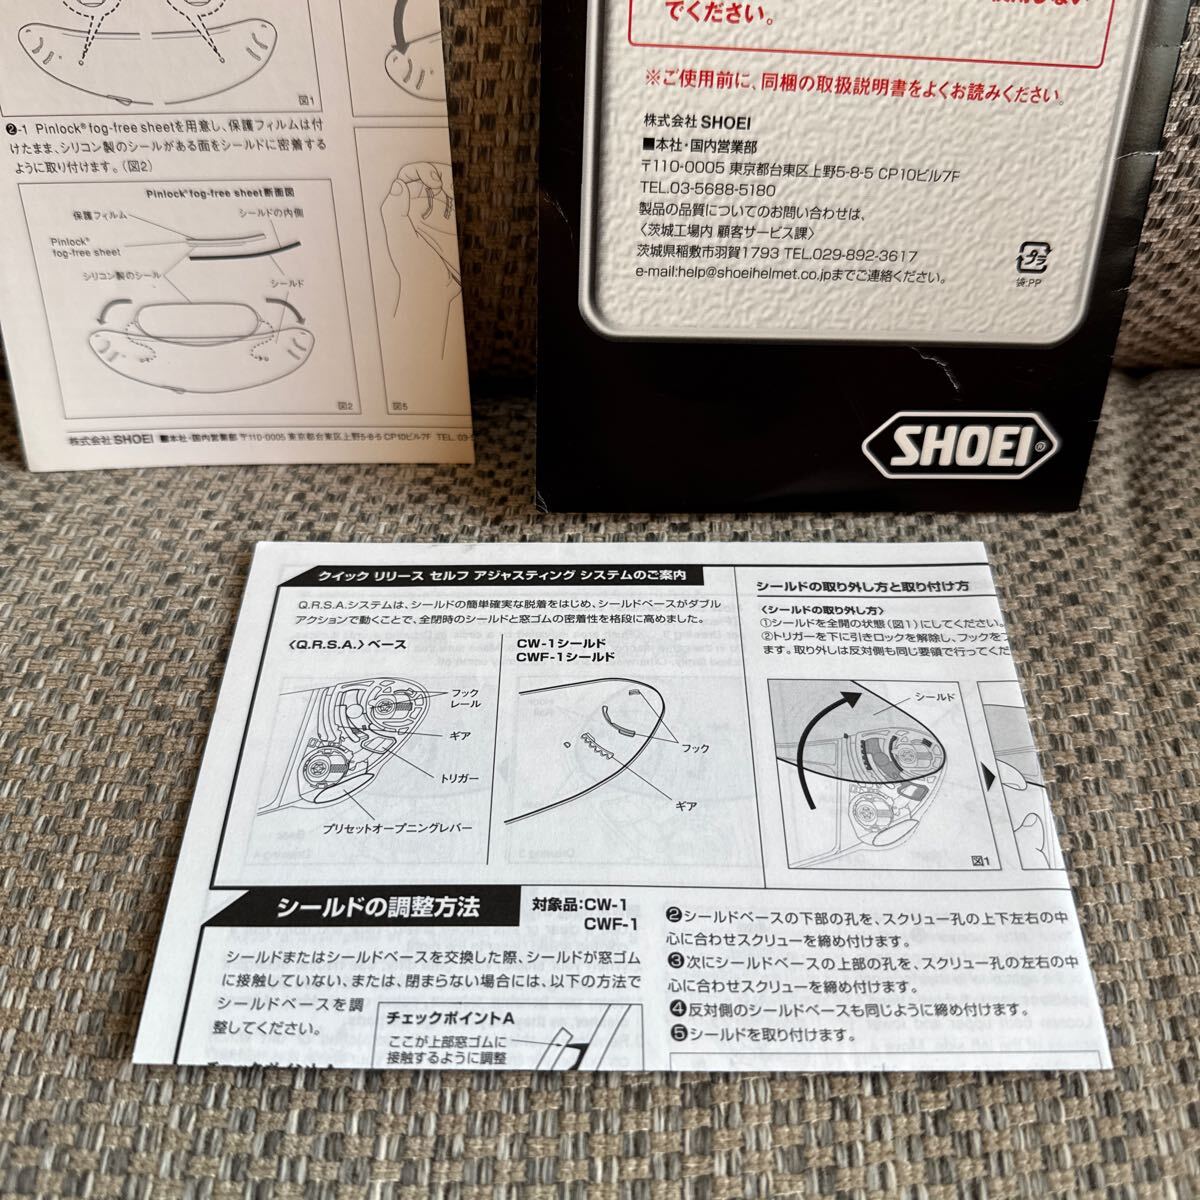 図1
❷-1 Pinlock®fog-free sheetを用意し、保護フィルムは付
けたまま、シリコン製のシールがある面をシールドに密着する
ように取り付けます。（図2）
Pinlock®fog-free sheet断面図
保護フィルム
シールドの内側
Pinlock®
fog-free sheet
シリコン製のシール
シールド
図2
図5
株式会社 SHOEI ■本社・国内営業部 〒110-0005 東京都台東区上野5-8-5 CP10ビル7F TEL. 03-5
でください。
※ご使用前に、同梱の取扱説明書をよくお読みください。
株式会社 SHOEI
■本社・国内営業部
〒110-0005 東京都台東区上野5-8-5 CP10ビル7F
TEL.03-5688-5180
製品の品質についてのお問い合わせは、
〈茨城工場内 顧客サービス課〉
茨城県稲敷市羽賀1793 TEL.029-892-3617
e-mail:help@shoeihelmet.co.jpまでご連絡ください。
プラ
袋:PP
SHOEI®
クイック リリース セルフ アジャスティング システムのご案内
Q.R.S.A.システムは、シールドの簡単確実な脱着をはじめ、シールドベースがダブル
アクションで動くことで、全閉時のシールドと窓ゴムの密着性を格段に高めました。
〈Q.R.S.A.〉ベース
フック
レール
ギア
トリガー
プリセットオープニングレバー
CW-1シールド
CWF-1シールド
フック
ギア
シールドの取り外し方と取り付け方
〈シールドの取り外し方〉
①シールドを全開の状態（図1）にしてください。
②トリガーを下に引きロックを解除し、フックを
ます。取り外しは反対側も同じ要領で行ってくだ
シールド
図1
シールドの調整方法
対象品:CW-1
CWF-1
シールドまたはシールドベースを交換した際、シールドが窓ゴム
に接触していない、または、閉まらない場合には、以下の方法で
シールドベースを調
整してください。
チェックポイントA
ここが上部窓ゴムに
接触するように調整
❷シールドベースの下部の孔を、スクリュー孔の上下左右の中
心に合わせスクリューを締め付けます。
❸次にシールドベースの上部の孔を、スクリュー孔の左右の中
心に合わせスクリューを締め付けます。
❹反対側のシールドベースも同じように締め付けます。
❺シールドを取り付けます。